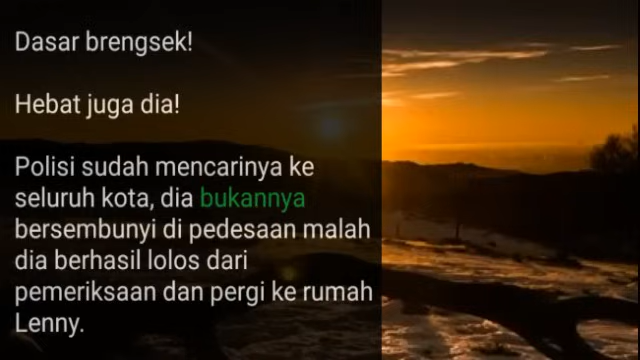 Dasar brengsek!
Hebat juga dia!
Polisi sudah mencarinya ke
seluruh kota, dia bukannya
bersembunyi di pedesaan malah
dia berhasil lolos dari
pemeriksaan dan pergi ke rumah
Lenny.